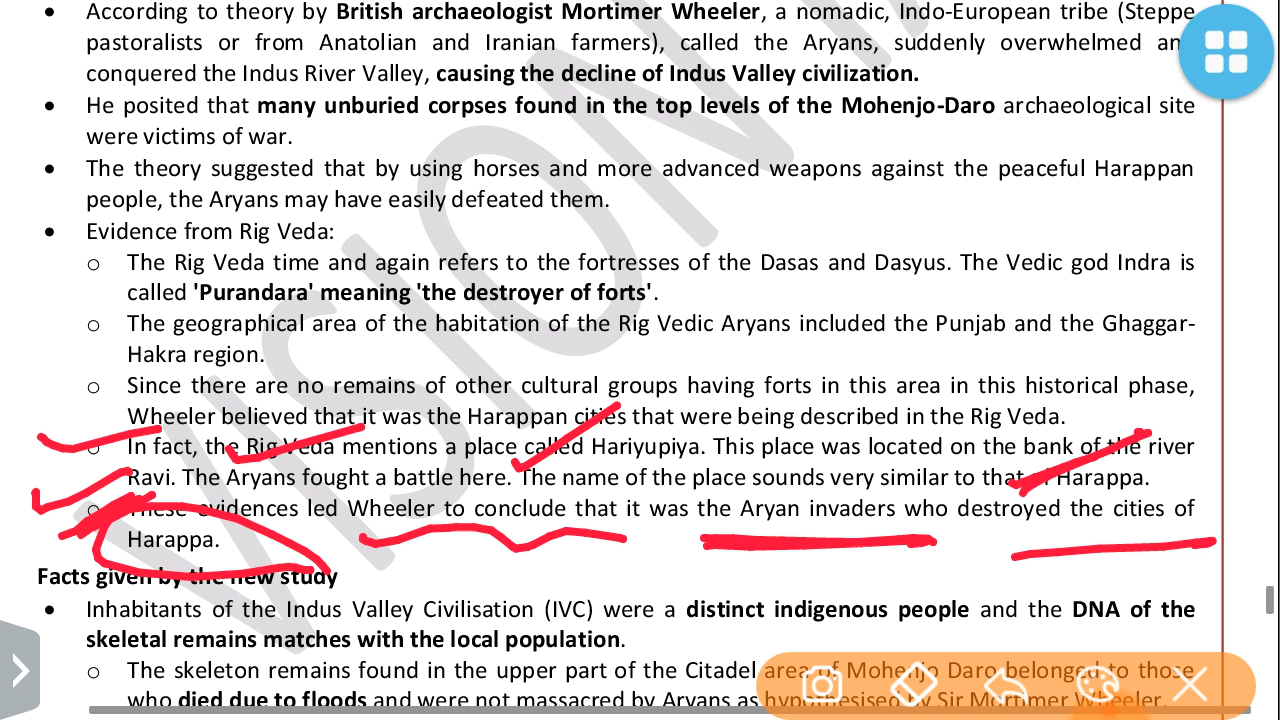 • According to theory by British archaeologist Mortimer Wheeler, a nomadic, Indo-European tribe (Steppe
pastoralists or from Anatolian and Iranian farmers), called the Aryans, suddenly overwhelmed an
conquered the Indus River Valley, causing the decline of Indus Valley civilization.
• He posited that many unburied corpses found in the top levels of the Mohenjo-Daro archaeological site
were victims of war.
• The theory suggested that by using horses and more advanced weapons against the peaceful Harappan
people, the Aryans may have easily defeated them.
• Evidence from Rig Veda:
o The Rig Veda time and again refers to the fortresses of the Dasas and Dasyus. The Vedic god Indra is
called 'Purandara' meaning 'the destroyer of forts'.
o The geographical area of the habitation of the Rig Vedic Aryans included the Punjab and the Ghaggar-
Hakra region.
o Since there are no remains of other cultural groups having forts in this area in this historical phase,
Wheeler believed that it was the Harappan cities that were being described in the Rig Veda.
o In fact, the Rig Veda mentions a place called Hariyupiya. This place was located on the bank of the river
Ravi. The Aryans fought a battle here. The name of the place sounds very similar to that of Harappa.
o These evidences led Wheeler to conclude that it was the Aryan invaders who destroyed the cities of
Harappa.
Facts given by the new study
• Inhabitants of the Indus Valley Civilisation (IVC) were a distinct indigenous people and the DNA of the
skeletal remains matches with the local population.
o The skeleton remains found in the upper part of the Citadel area of Mohenjo Daro belonged to those
who died due to floods and were not massacred by Aryans as hypothesised by Sir Mortimer Wheeler.
VISION